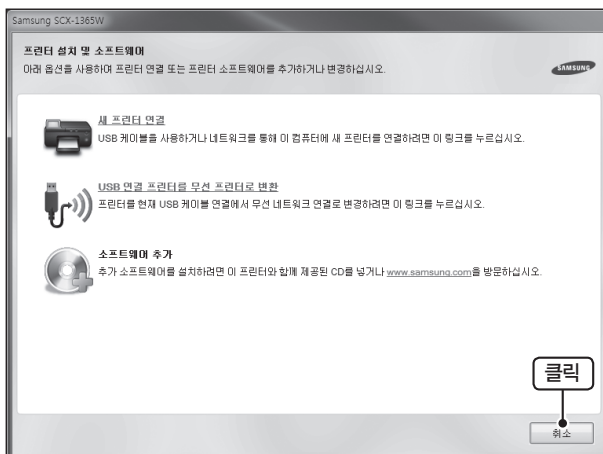 Samsung SCX-1365W
프린터 설치 및 소프트웨어
아래 옵션을 사용하여 프린터 연결 또는 프린터 소프트웨어를 추가하거나 변경하십시오.
SAMSUNG
새 프린터 연결
USB 케이블을 사용하거나 네트워크를 통해 이 컴퓨터에 새 프린터를 연결하려면 이 링크를 누르십시오.
USB 연결 프린터를 무선 프린터로 변환
프린터를 현재 USB 케이블 연결에서 무선 네트워크 연결로 변경하려면 이 링크를 누르십시오.
소프트웨어 추가
추가 소프트웨어를 설치하려면 이 프린터와 함께 제공된 CD를 넣거나 www.samsung.com을 방문하십시오.
클릭
취소